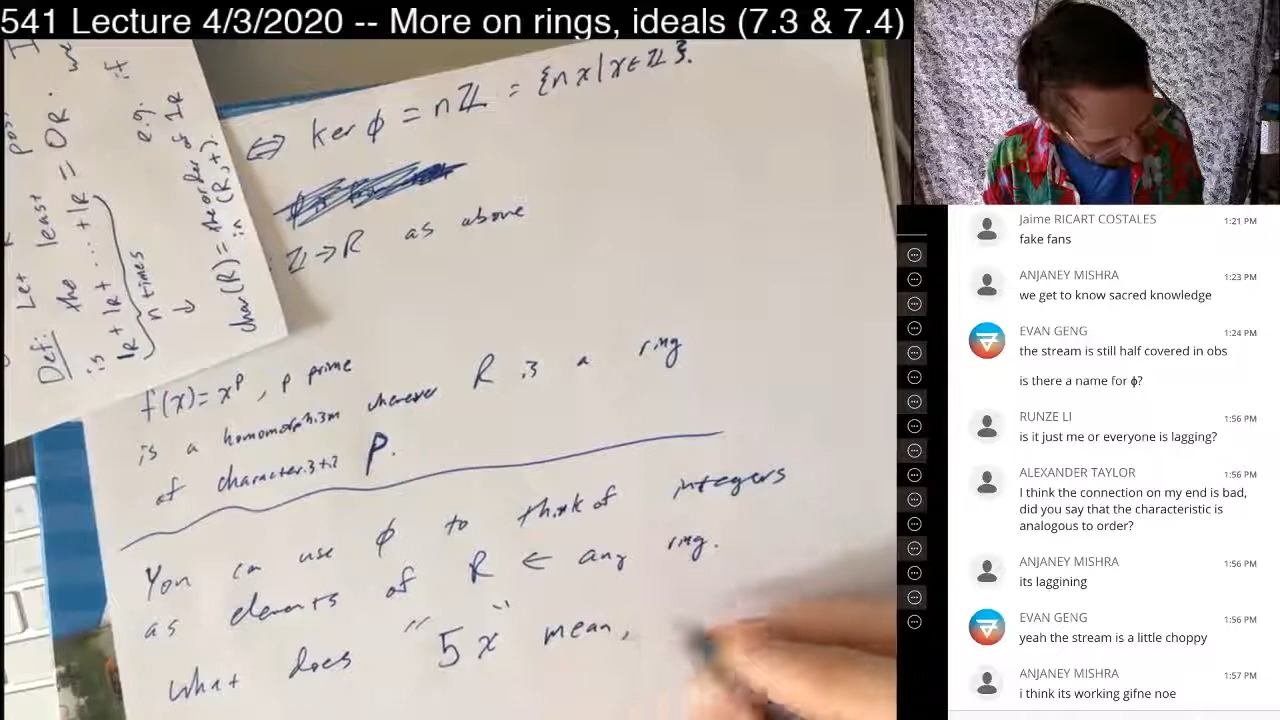 541 Lecture 4/3/2020 -- More on rings, ideals (7.3 & 7.4)
Def: Let
the least
is 1R + 1R + ... + 1R = 0R.
n times
↓
e.g. if
char(R) = the order of 1R
in (R, +).
⇔ ker φ = nℤ = {nx | x ∈ ℤ}.
ℤ → R as above
f(x) = x^p, p prime
is a homomorphism whenever R is a ring
of characteristic p.
You can use φ to think of integers
as elements of R ← any ring.
What does "5x" mean,
Jaime RICART COSTALES 1:21 PM
fake fans
ANJANEY MISHRA 1:23 PM
we get to know sacred knowledge
EVAN GENG 1:24 PM
the stream is still half covered in obs
is there a name for ϕ?
RUNZE LI 1:56 PM
is it just me or everyone is lagging?
ALEXANDER TAYLOR 1:56 PM
I think the connection on my end is bad,
did you say that the characteristic is
analogous to order?
ANJANEY MISHRA 1:56 PM
its laggining
EVAN GENG 1:56 PM
yeah the stream is a little choppy
ANJANEY MISHRA 1:57 PM
i think its working gifne noe